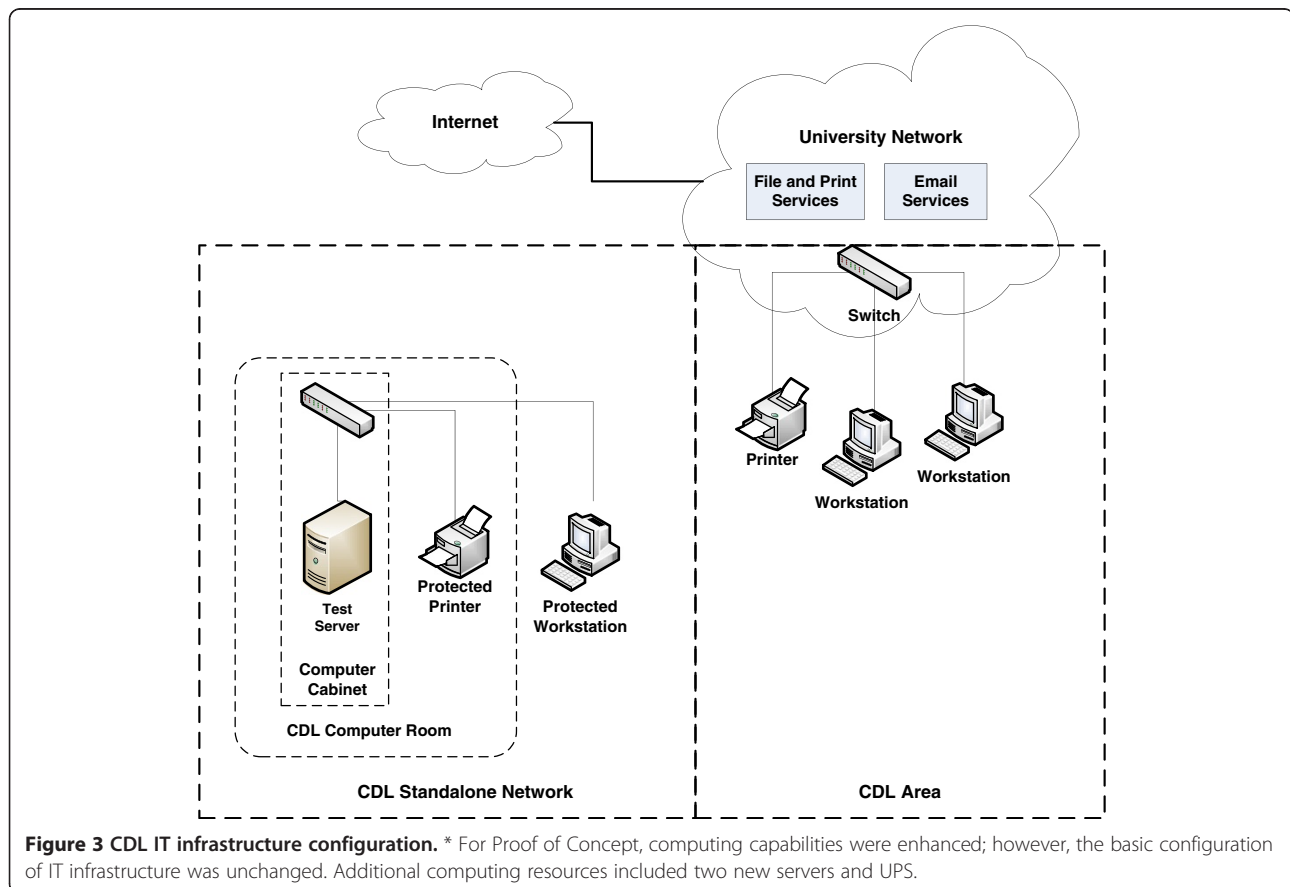 Internet
University Network
File and Print
Services
Email
Services
Switch
Printer
Workstation
Workstation
Test
Server
Protected
Printer
Protected
Workstation
Computer
Cabinet
CDL Computer Room
CDL Standalone Network
CDL Area
Figure 3 CDL IT infrastructure configuration. * For Proof of Concept, computing capabilities were enhanced; however, the basic configuration
of IT infrastructure was unchanged. Additional computing resources included two new servers and UPS.